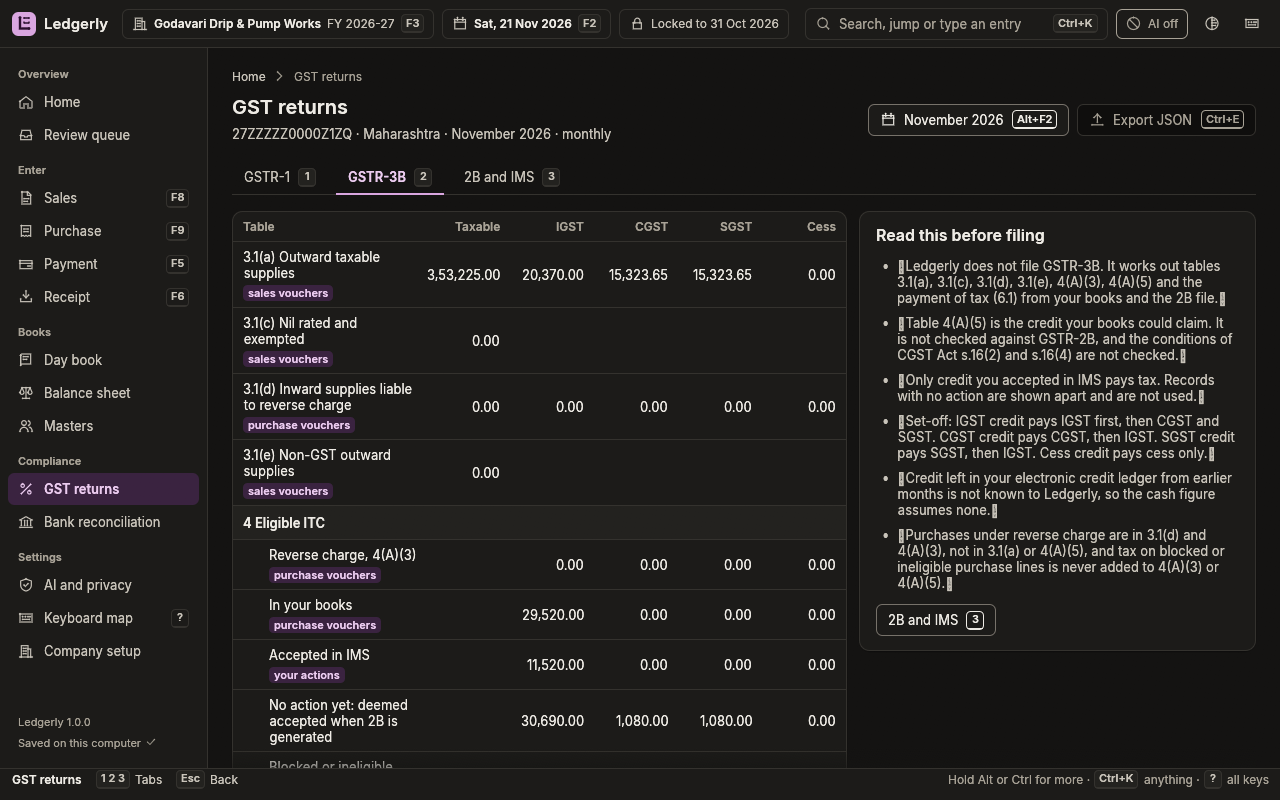 Ledgerly
Godavari Drip & Pump Works FY 2026-27 F3
Sat, 21 Nov 2026 F2
Locked to 31 Oct 2026
Search, jump or type an entry Ctrl+K
AI off
Overview
Home
Review queue
Enter
Sales F8
Purchase F9
Payment F5
Receipt F6
Books
Day book
Balance sheet
Masters
Compliance
GST returns
Bank reconciliation
Settings
AI and privacy
Keyboard map ?
Company setup
Ledgerly 1.0.0
Saved on this computer
Home > GST returns
GST returns
27ZZZZZ0000Z1ZQ · Maharashtra · November 2026 · monthly
November 2026 Alt+F2
Export JSON Ctrl+E
GSTR-1 1 GSTR-3B 2 2B and IMS 3
Table Taxable IGST CGST SGST Cess
3.1(a) Outward taxable
supplies 3,53,225.00 20,370.00 15,323.65 15,323.65 0.00
sales vouchers
3.1(c) Nil rated and
exempted 0.00
sales vouchers
3.1(d) Inward supplies liable
to reverse charge 0.00 0.00 0.00 0.00 0.00
purchase vouchers
3.1(e) Non-GST outward
supplies 0.00
sales vouchers
4 Eligible ITC
Reverse charge, 4(A)(3) 0.00 0.00 0.00 0.00
purchase vouchers
In your books 29,520.00 0.00 0.00 0.00
purchase vouchers
Accepted in IMS 11,520.00 0.00 0.00 0.00
your actions
No action yet: deemed
accepted when 2B is
generated 30,690.00 1,080.00 1,080.00 0.00
Blocked or ineligible
Read this before filing
• Ledgerly does not file GSTR-3B. It works out tables
3.1(a), 3.1(c), 3.1(d), 3.1(e), 4(A)(3), 4(A)(5) and the
payment of tax (6.1) from your books and the 2B file.
• Table 4(A)(5) is the credit your books could claim. It
is not checked against GSTR-2B, and the conditions of
CGST Act s.16(2) and s.16(4) are not checked.
• Only credit you accepted in IMS pays tax. Records
with no action are shown apart and are not used.
• Set-off: IGST credit pays IGST first, then CGST and
SGST. CGST credit pays CGST, then IGST. SGST credit
pays SGST, then IGST. Cess credit pays cess only.
• Credit left in your electronic credit ledger from earlier
months is not known to Ledgerly, so the cash figure
assumes none.
• Purchases under reverse charge are in 3.1(d) and
4(A)(3), not in 3.1(a) or 4(A)(5), and tax on blocked or
ineligible purchase lines is never added to 4(A)(3) or
4(A)(5).
2B and IMS 3
GST returns 1 2 3 Tabs Esc Back
Hold Alt or Ctrl for more · Ctrl+K anything · ? all keys